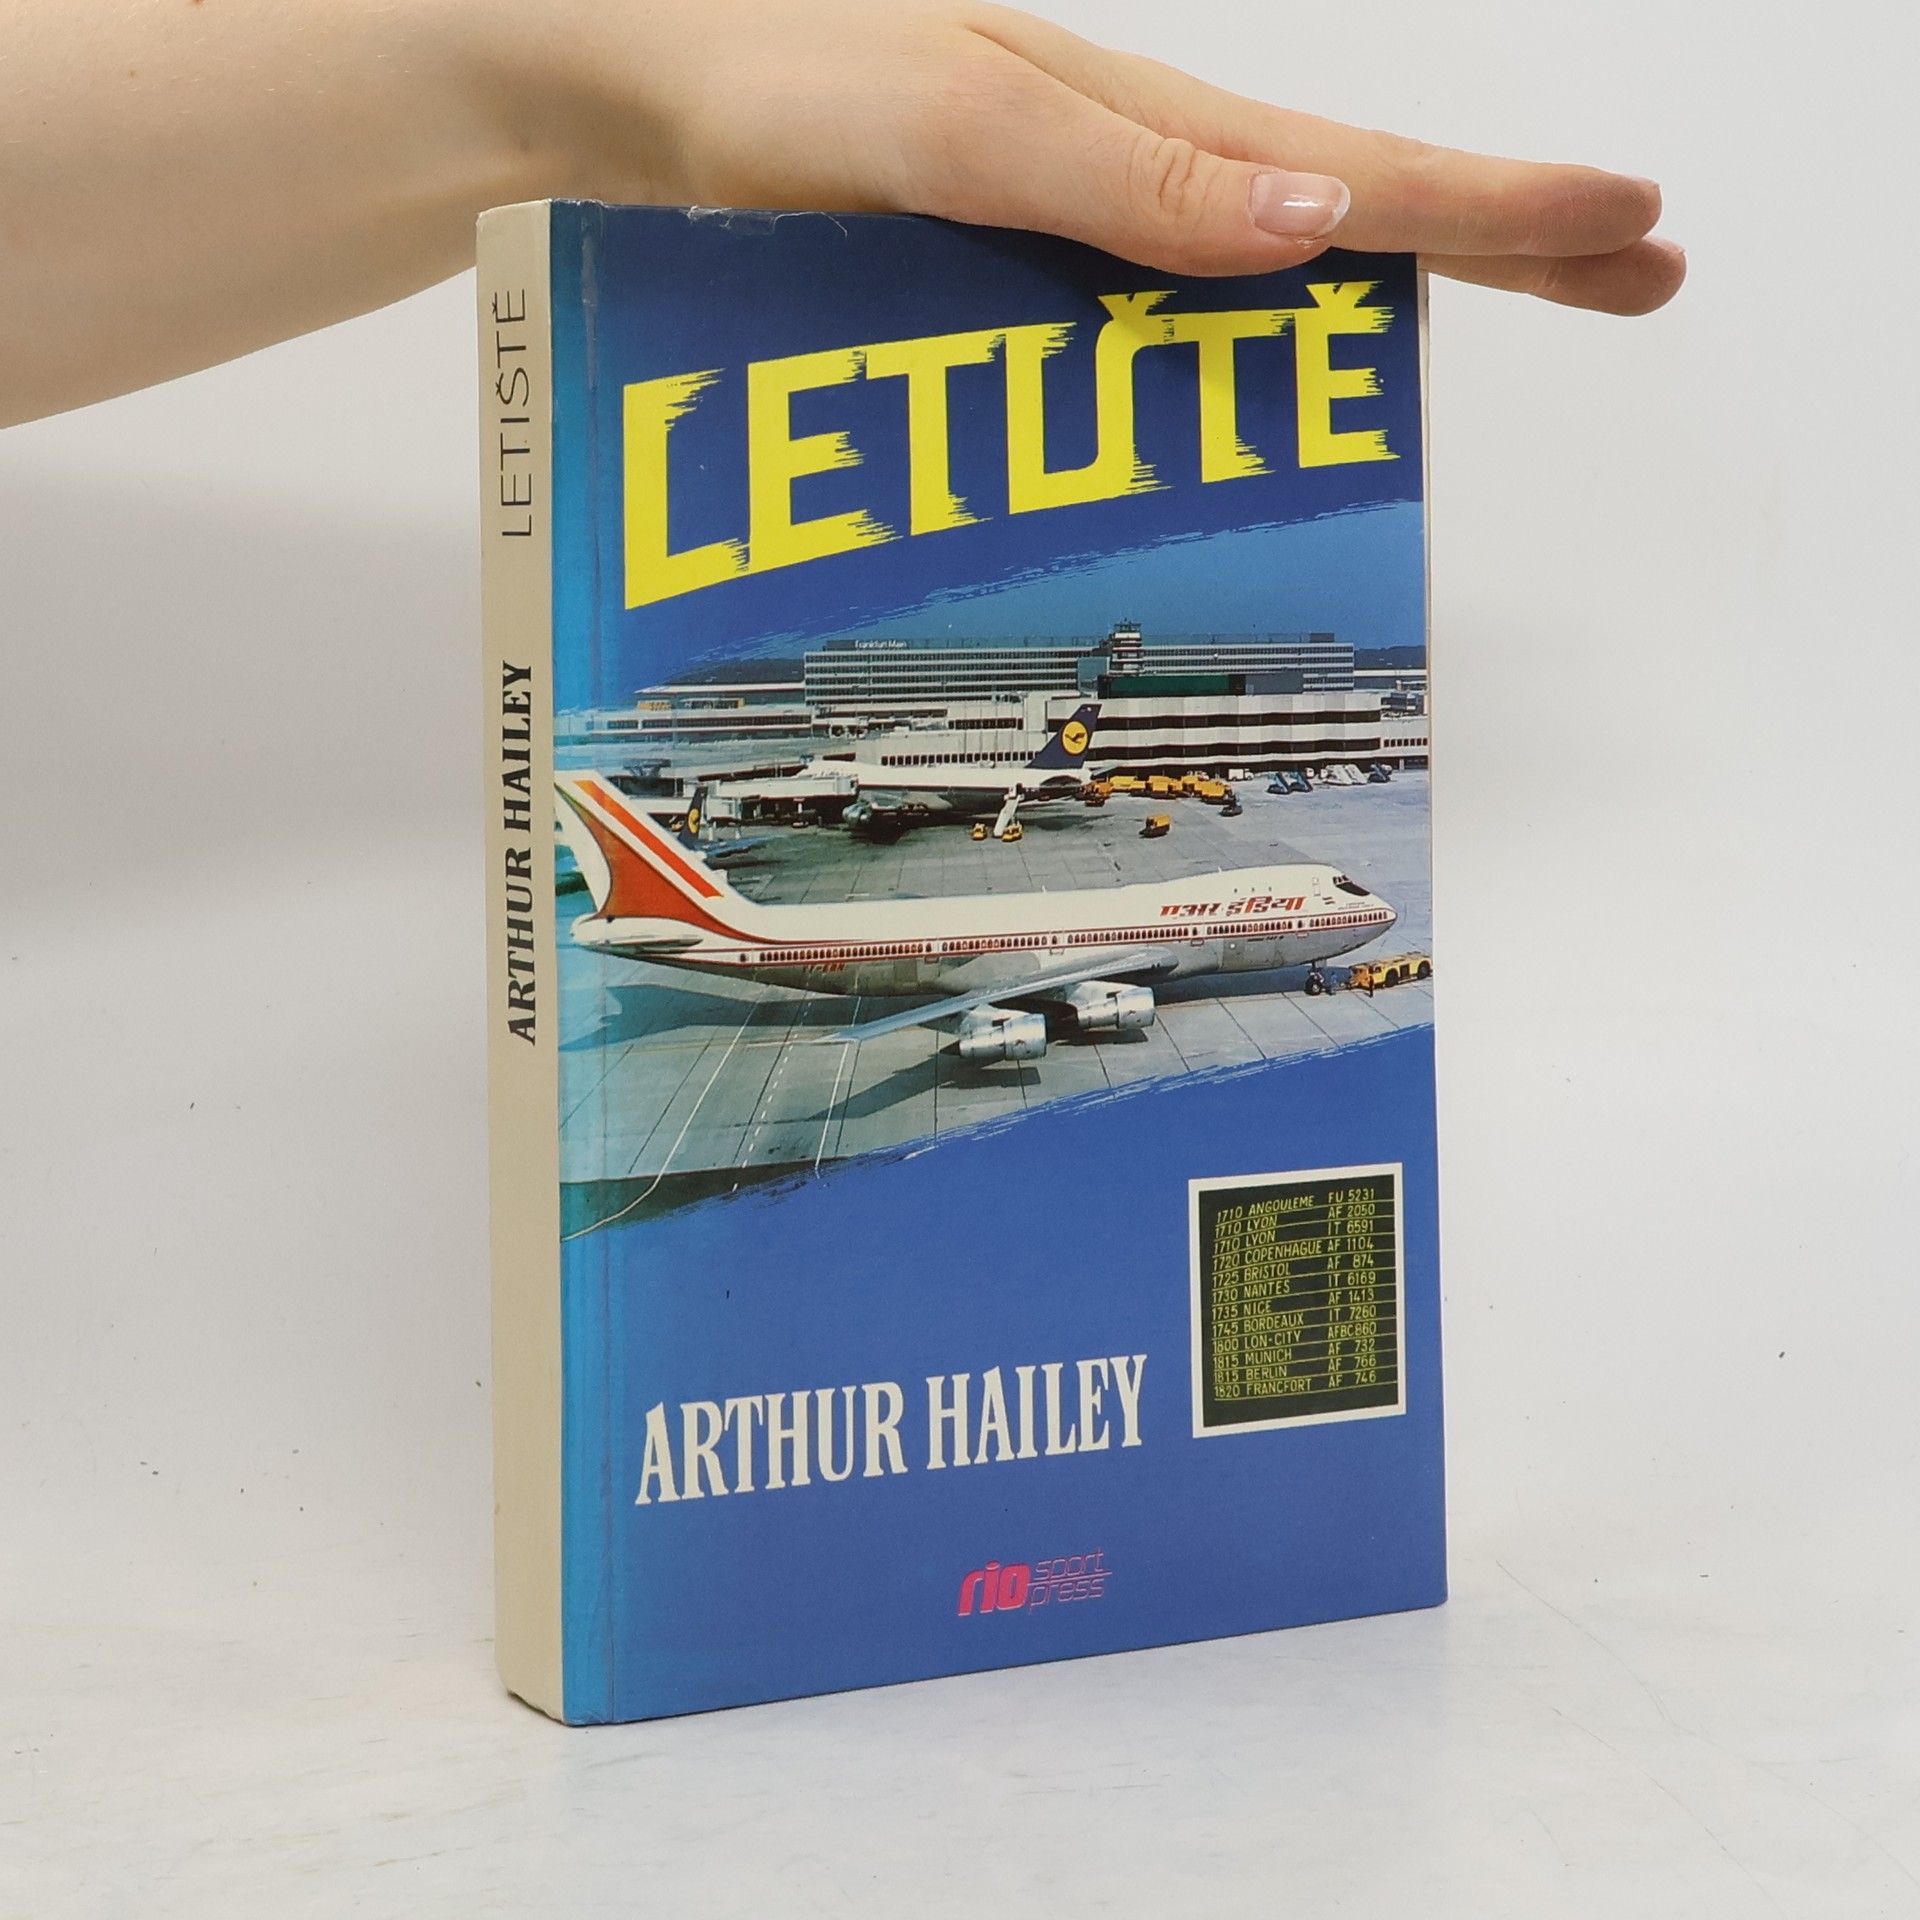 LETIŠTĚ
ARTHUR HAILEY
LETIŠTĚ
Frankfurt Main
एअर इंडिया
1710 ANGOULEME FU 5231
1710 LYON AF 2050
1710 LYON IT 6591
1720 COPENHAGUE AF 1104
1725 BRISTOL AF 874
1730 NANTES IT 6169
1735 NICE AF 1413
1745 BORDEAUX IT 7260
1800 LON-CITY AFBC860
1815 MUNICH AF 732
1815 BERLIN AF 766
1820 FRANCFORT AF 746
ARTHUR HAILEY
rio sport
press